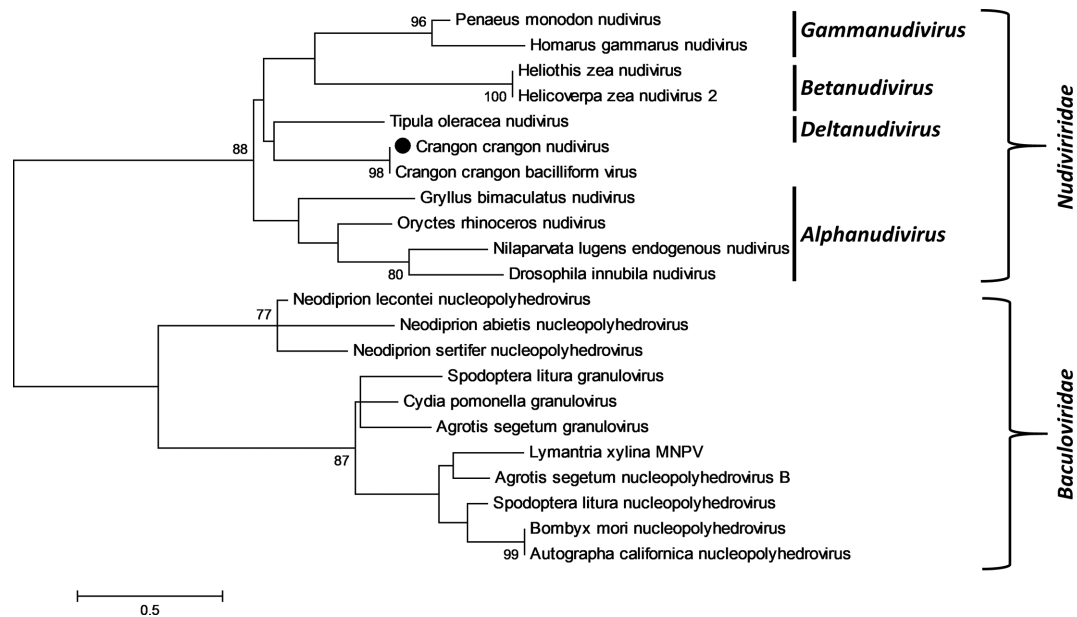 96
Penaeus monodon nudivirus
Homarus gammarus nudivirus
Gammanudivirus
Heliothis zea nudivirus
100
Helicoverpa zea nudivirus 2
Betanudivirus
Tipula oleracea nudivirus
Deltanudivirus
88
Crangon crangon nudivirus
98
Crangon crangon bacilliform virus
Nudiviriridae
Gryllus bimaculatus nudivirus
Oryctes rhinoceros nudivirus
Alphanudivirus
Nilaparvata lugens endogenous nudivirus
80
Drosophila innubila nudivirus
77
Neodiprion lecontei nucleopolyhedrovirus
Neodiprion abietis nucleopolyhedrovirus
Neodiprion sertifer nucleopolyhedrovirus
Spodoptera litura granulovirus
Cydia pomonella granulovirus
Agrotis segetum granulovirus
Baculoviridae
87
Lymantria xylina MNPV
Agrotis segetum nucleopolyhedrovirus B
Spodoptera litura nucleopolyhedrovirus
Bombyx mori nucleopolyhedrovirus
99
Autographa californica nucleopolyhedrovirus
0.5